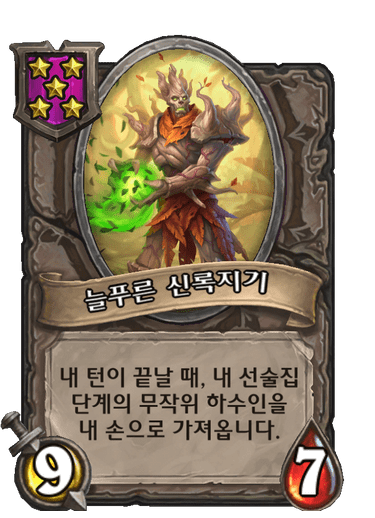 늘푸른 신록지기
내 턴이 끝날 때, 내 선술집
단계의 무작위 하수인을
내 손으로 가져옵니다.
9
7